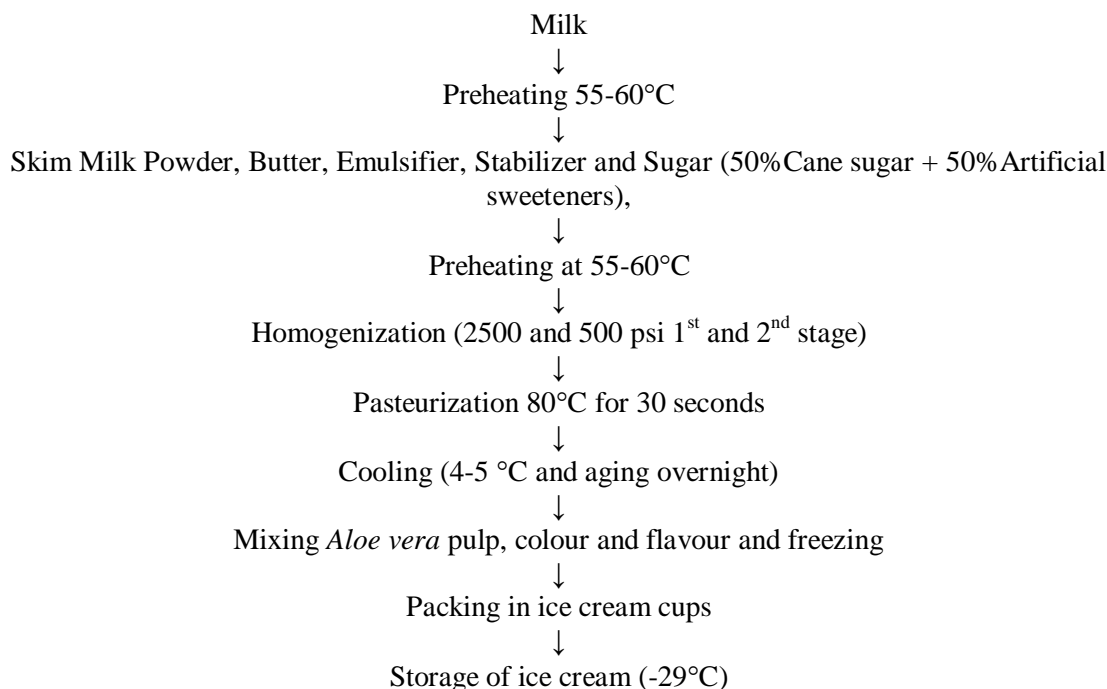 Milk
↓
Preheating 55-60°C
↓
Skim Milk Powder, Butter, Emulsifier, Stabilizer and Sugar (50%Cane sugar + 50%Artificial
sweeteners),
↓
Preheating at 55-60°C
↓
Homogenization (2500 and 500 psi 1st and 2nd stage)
↓
Pasteurization 80°C for 30 seconds
↓
Cooling (4-5 °C and aging overnight)
↓
Mixing Aloe vera pulp, colour and flavour and freezing
↓
Packing in ice cream cups
↓
Storage of ice cream (-29°C)